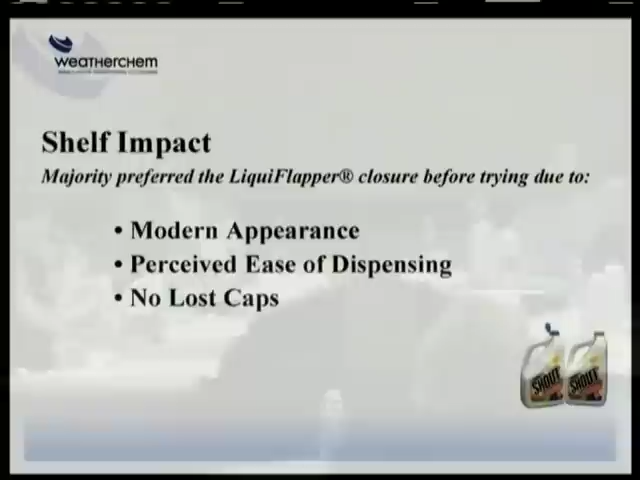 weatherchem
Shelf Impact
Majority preferred the LiquiFlapper® closure before trying due to:
• Modern Appearance
• Perceived Ease of Dispensing
• No Lost Caps
SHOUT
SHOUT